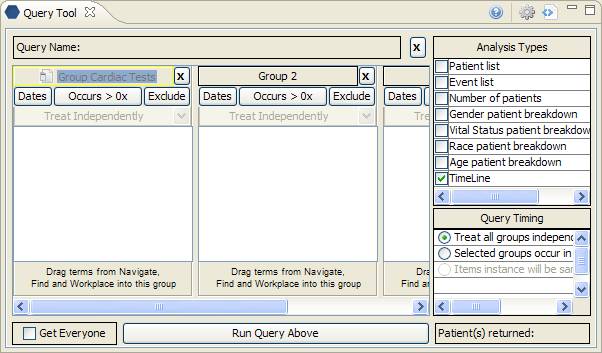 Query Tool
Query Name:
X
Analysis Types
Group Cardiac Tests X Group 2 X
Dates Occurs > 0x Exclude Dates Occurs > 0x Exclude Dates
Treat Independently Treat Independently
Drag terms from Navigate,
Find and Workplace into this group
Drag terms from Navigate,
Find and Workplace into this group
Patient list
Event list
Number of patients
Gender patient breakdown
Vital Status patient breakdow
Race patient breakdown
Age patient breakdown
TimeLine
Query Timing
Treat all groups independ
Selected groups occur in
Items instance will be sar
Get Everyone
Run Query Above
Patient(s) returned: